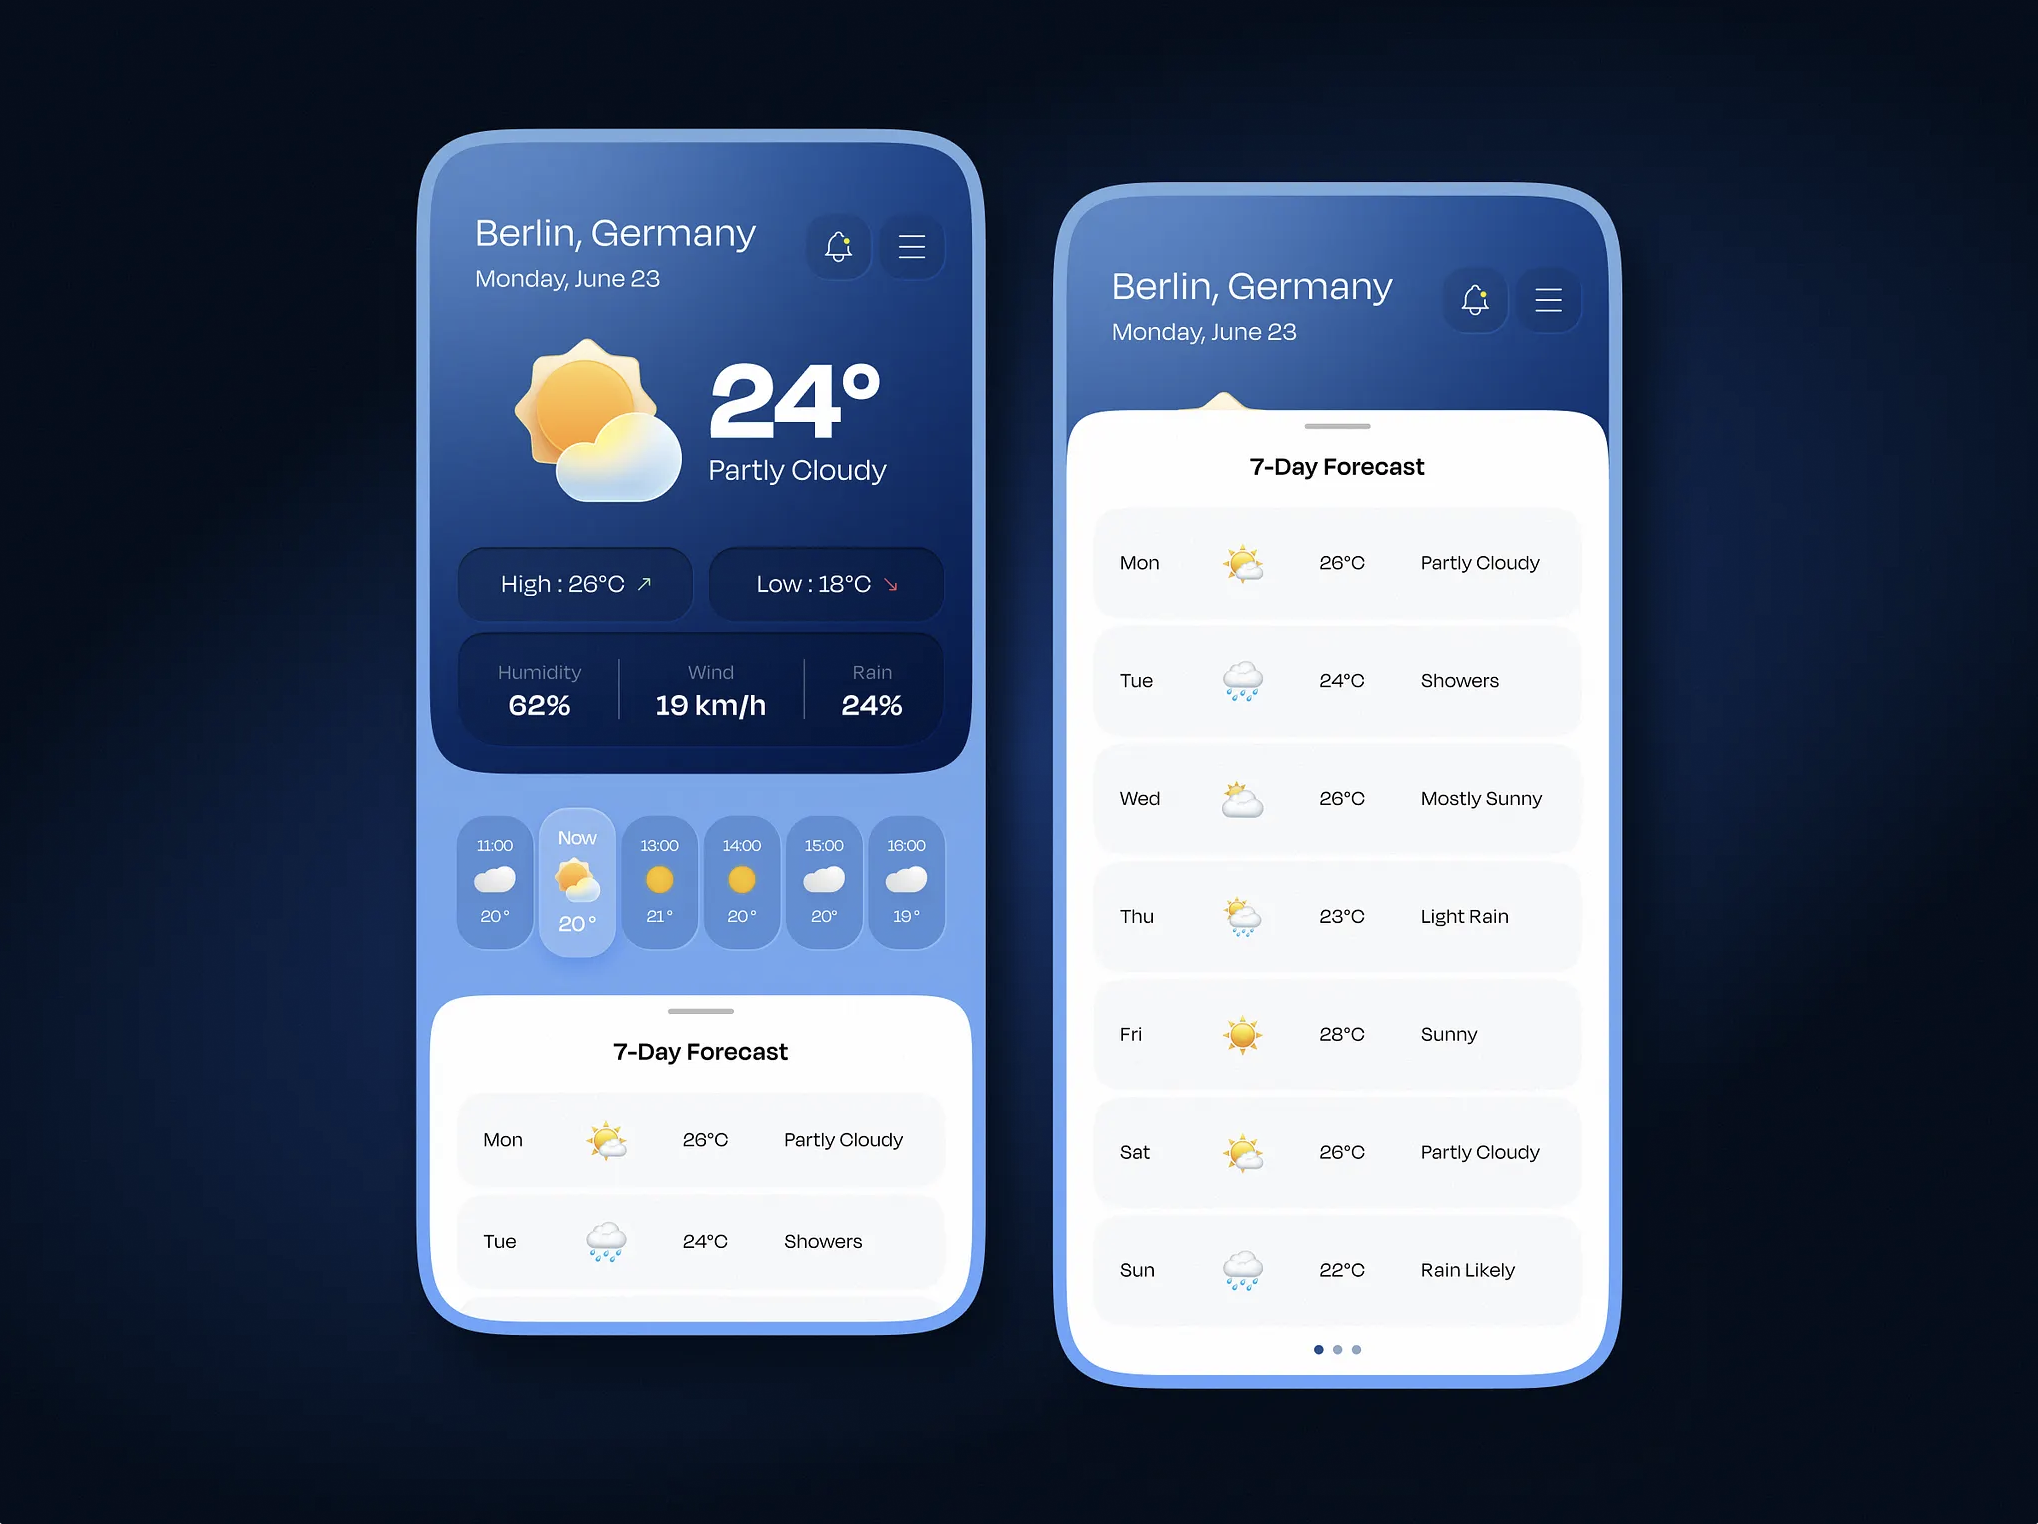 Berlin, Germany
Monday, June 23
24°
Partly Cloudy
High : 26°C
Low : 18°C
Humidity
62%
Wind
19 km/h
Rain
24%
11:00
20°
Now
20°
13:00
21°
14:00
20°
15:00
20°
16:00
19°
7-Day Forecast
Mon 26°C Partly Cloudy
Tue 24°C Showers
Berlin, Germany
Monday, June 23
7-Day Forecast
Mon 26°C Partly Cloudy
Tue 24°C Showers
Wed 26°C Mostly Sunny
Thu 23°C Light Rain
Fri 28°C Sunny
Sat 26°C Partly Cloudy
Sun 22°C Rain Likely